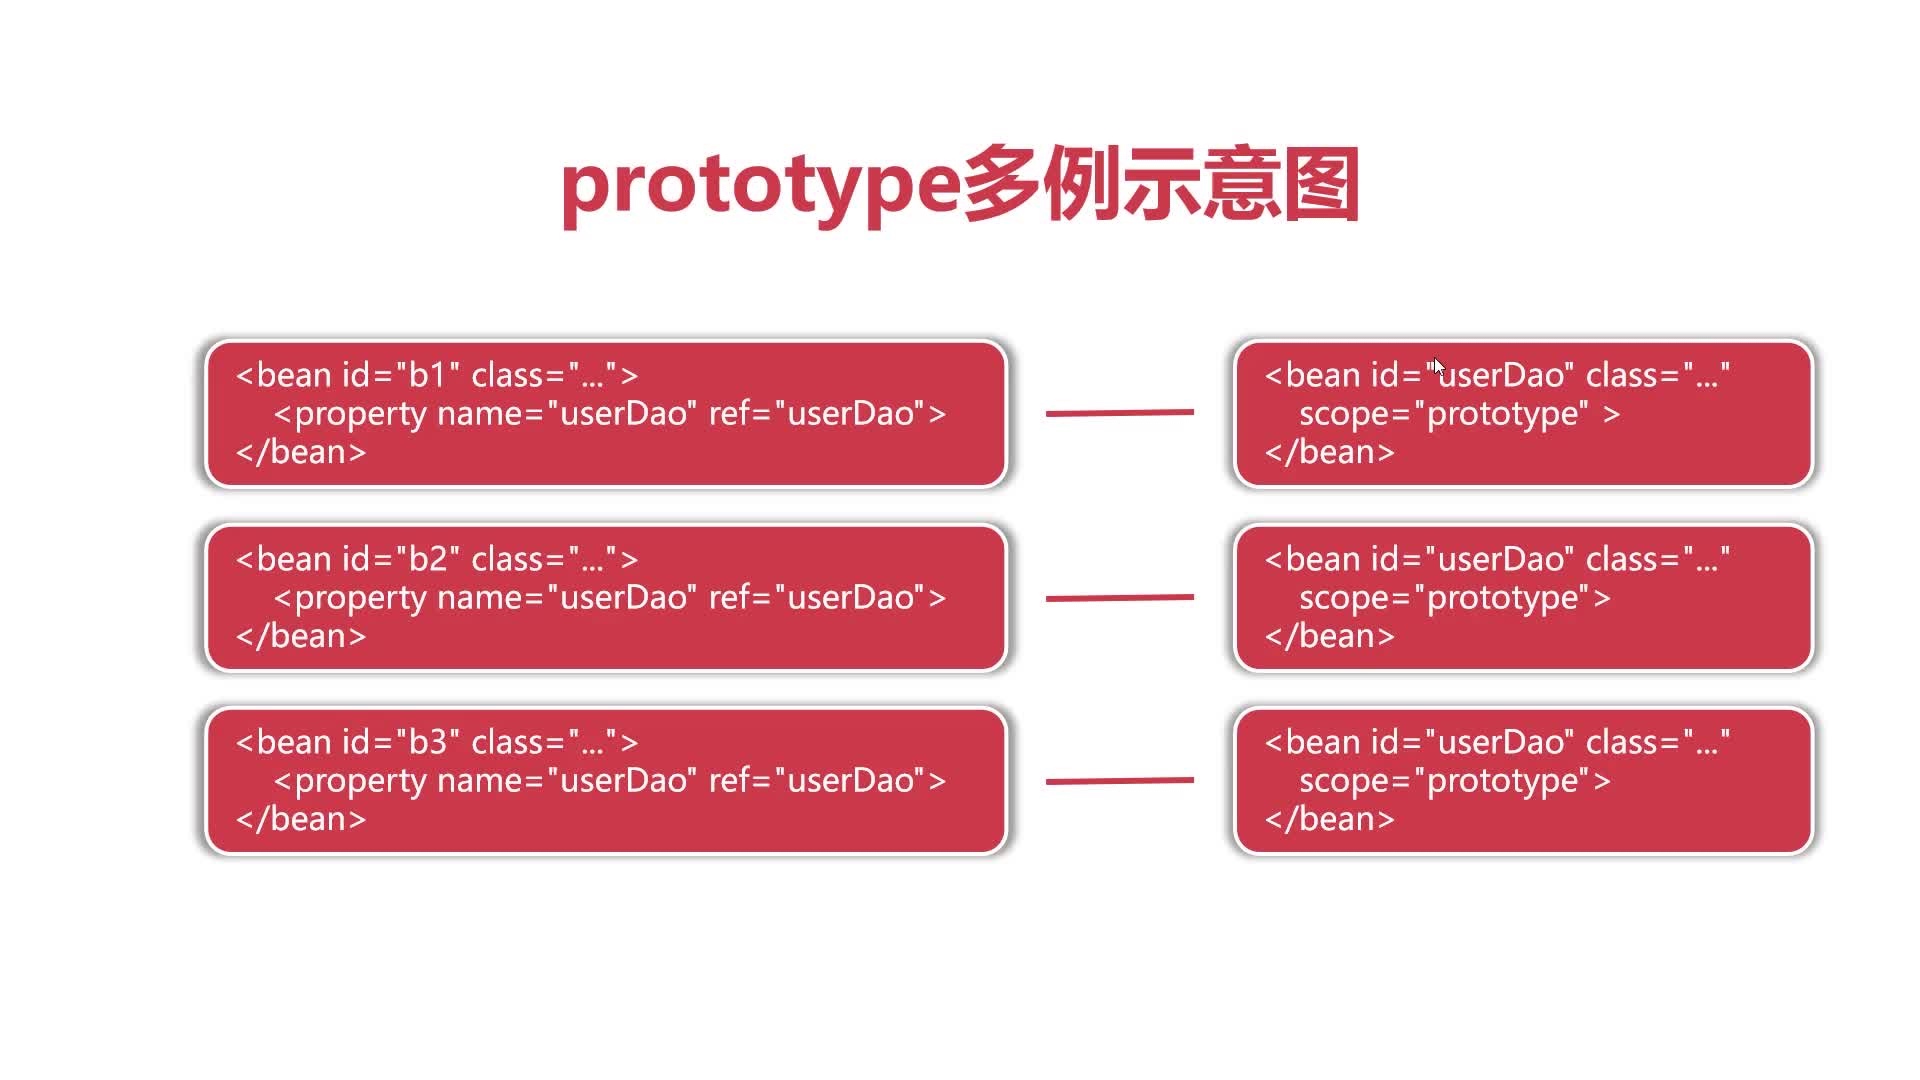 prototype多例示意图
<bean id="b1" class="...">
<property name="userDao" ref="userDao">
</bean>
<bean id="userDao" class="..."
scope="prototype" >
</bean>
<bean id="b2" class="...">
<property name="userDao" ref="userDao">
</bean>
<bean id="userDao" class="..."
scope="prototype">
</bean>
<bean id="b3" class="...">
<property name="userDao" ref="userDao">
</bean>
<bean id="userDao" class="..."
scope="prototype">
</bean>